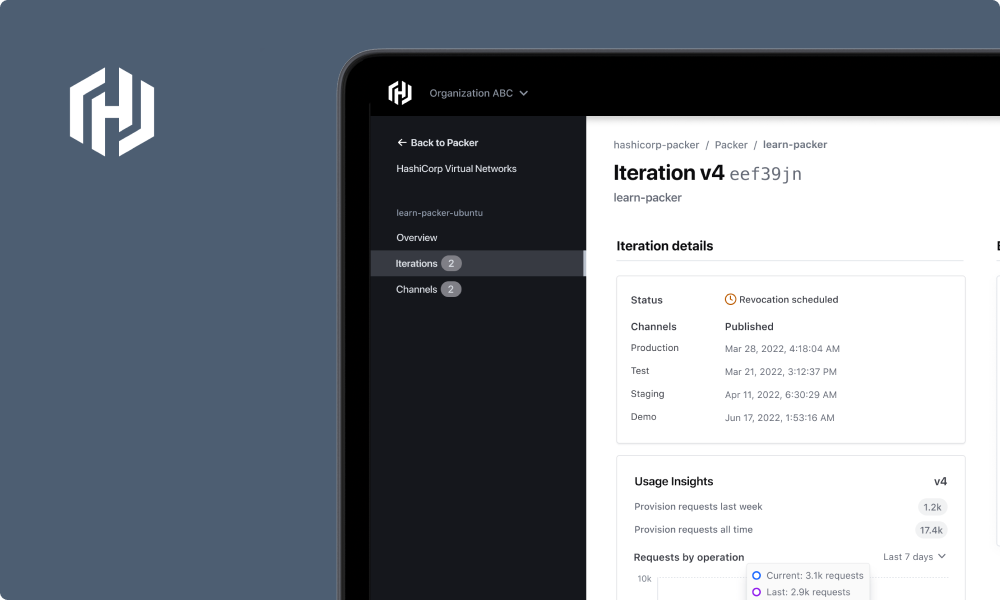 Organization ABC
Back to Packer
HashiCorp Virtual Networks
learn-packer-ubuntu
Overview
Iterations 2
Channels 2
hashicorp-packer / Packer / learn-packer
Iteration v4 eef39jn
learn-packer
Iteration details
Status Revocation scheduled
Channels Published
Production Mar 28, 2022, 4:18:04 AM
Test Mar 21, 2022, 3:12:37 PM
Staging Apr 11, 2022, 6:30:29 AM
Demo Jun 17, 2022, 1:53:16 AM
Usage Insights v4
Provision requests last week 1.2k
Provision requests all time 17.4k
Requests by operation Last 7 days
10k
Current: 3.1k requests
Last: 2.9k requests